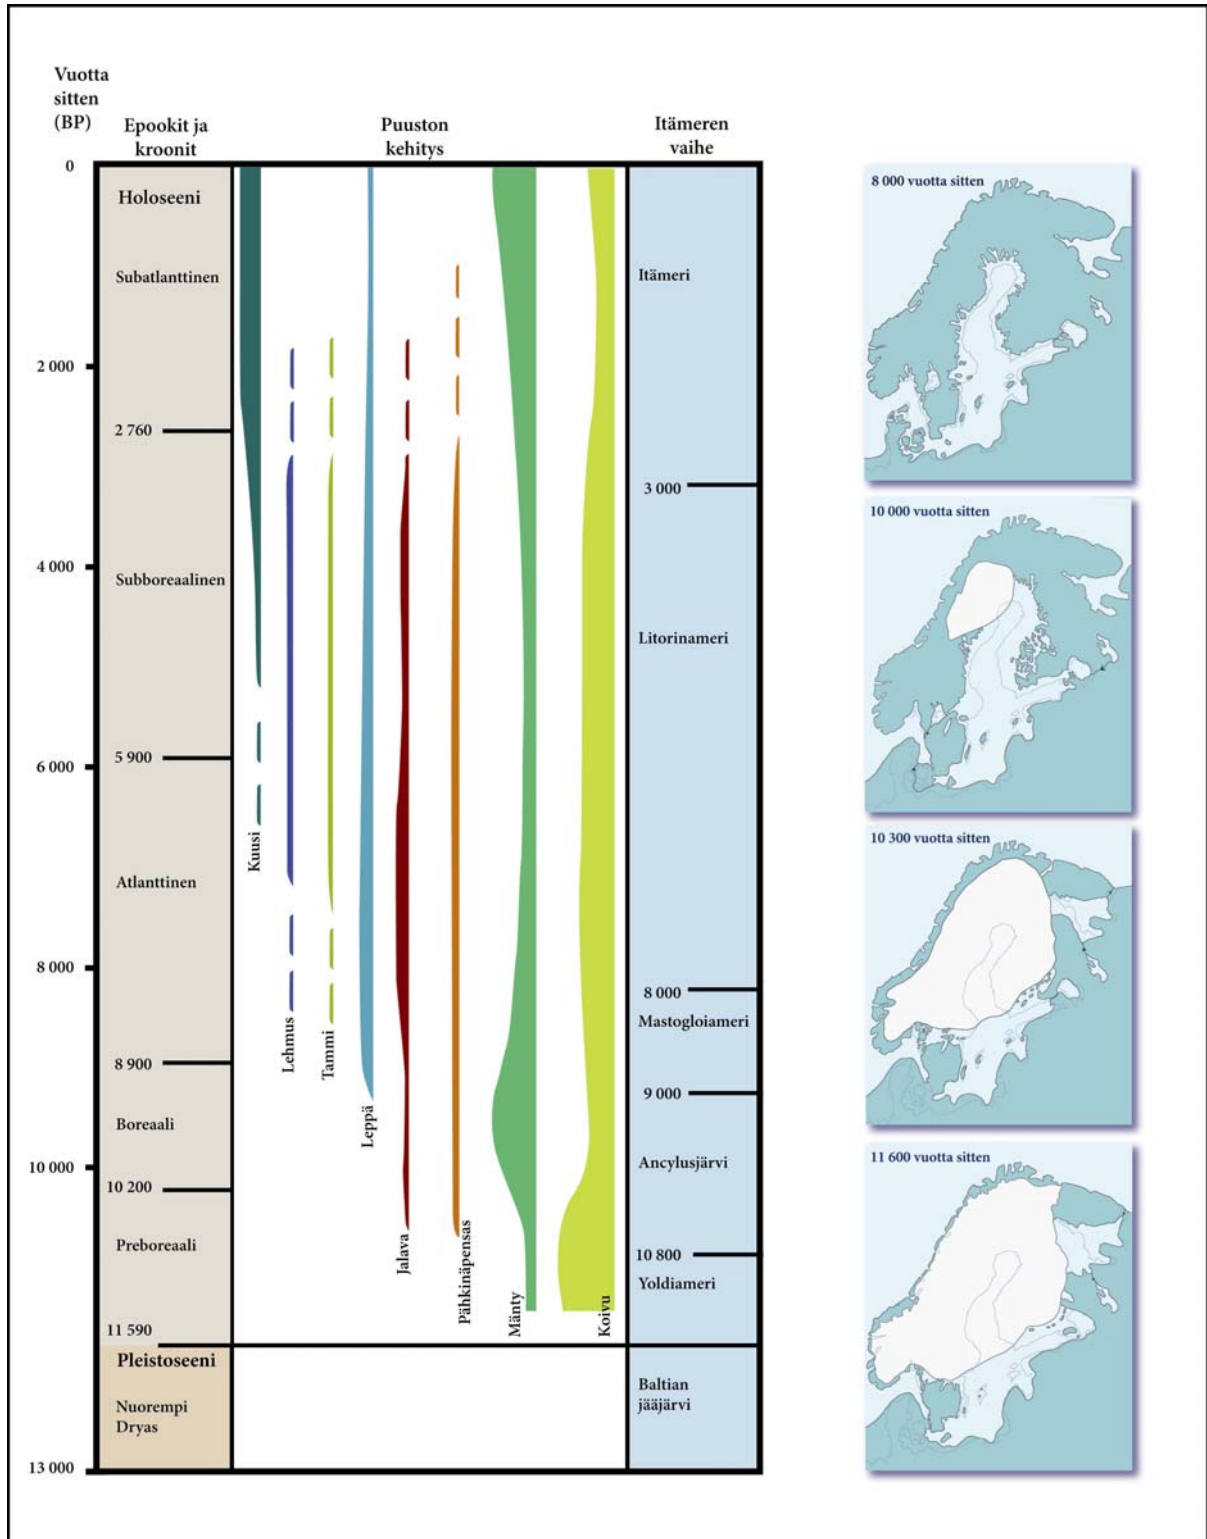 Vuotta
sitten
(BP)
Epookit ja
kroonit
Puuston
kehitys
Itämeren
vaihe
0
2 000
4 000
6 000
8 000
10 000
13 000
Holoseeni
Subatlanttinen
2 760
Subboreaalinen
5 900
Atlanttinen
8 900
Boreaali
10 200
Preboreaali
11 590
Pleistoseeni
Nuorempi
Dryas
Kuusi
Lehmus
Tammi
Leppä
Jalava
Pähkinäpensas
Mänty
Koivu
Itämeri
3 000
Litorinameri
8 000
Mastogloiameri
9 000
Ancylusjärvi
10 800
Yoldiameri
Baltian
jääjärvi
8 000 vuotta sitten
10 000 vuotta sitten
10 300 vuotta sitten
11 600 vuotta sitten